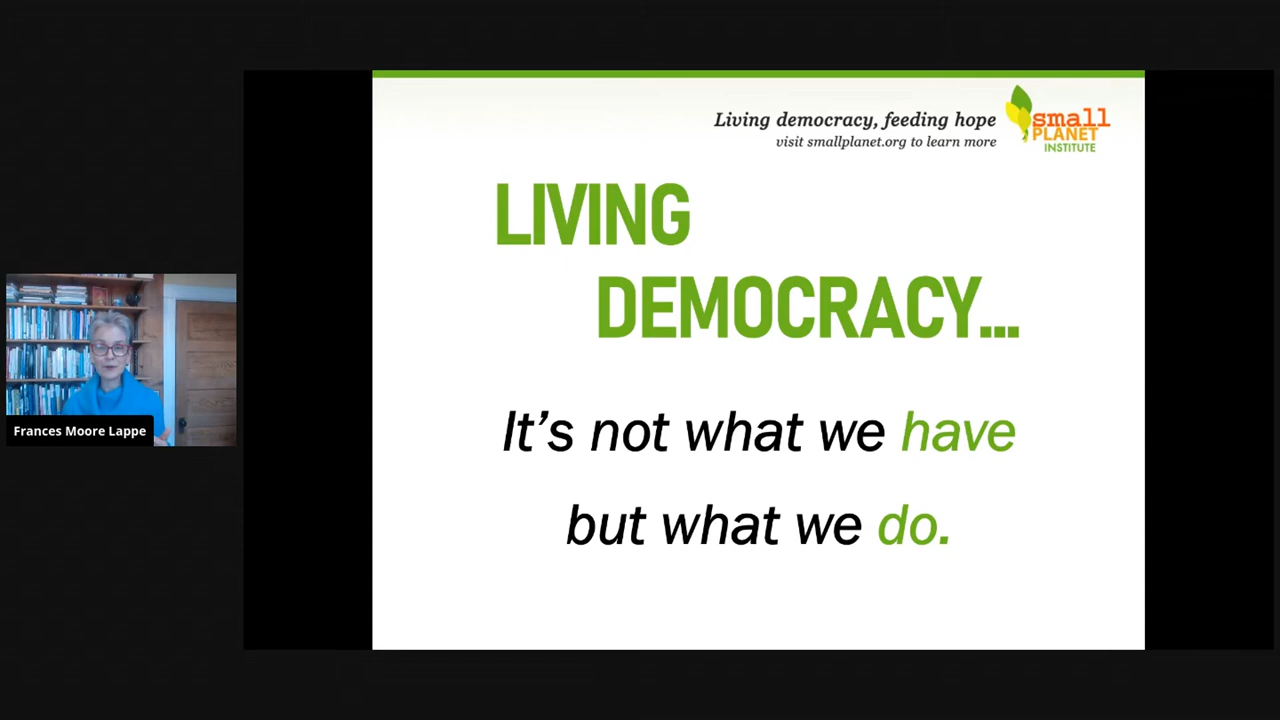 Living democracy, feeding hope
visit smallplanet.org to learn more
small
PLANET
INSTITUTE
LIVING
DEMOCRACY...
It's not what we have
but what we do.
Frances Moore Lappe